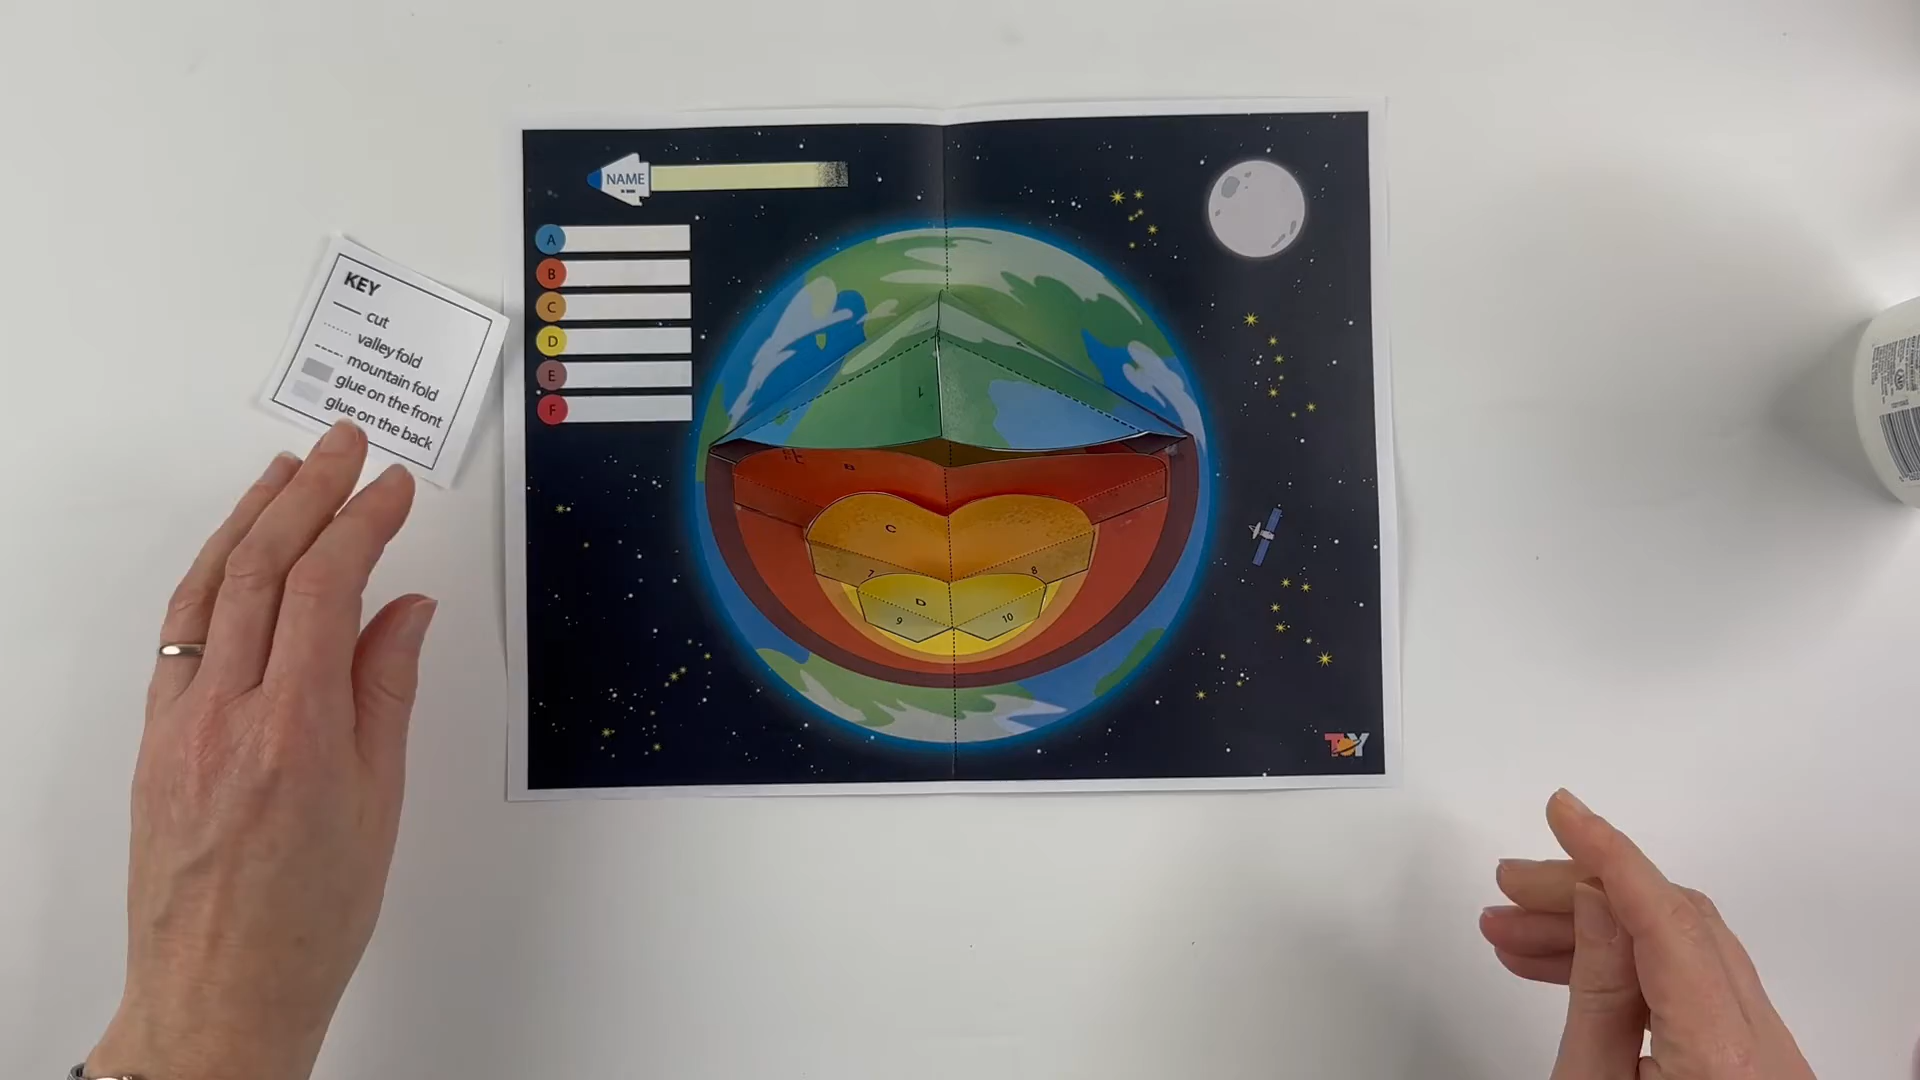 NAME
A
B
C
D
E
F
KEY
cut
valley fold
mountain fold
glue on the front
glue on the back
B
C
7
8
D
9
10
TOY